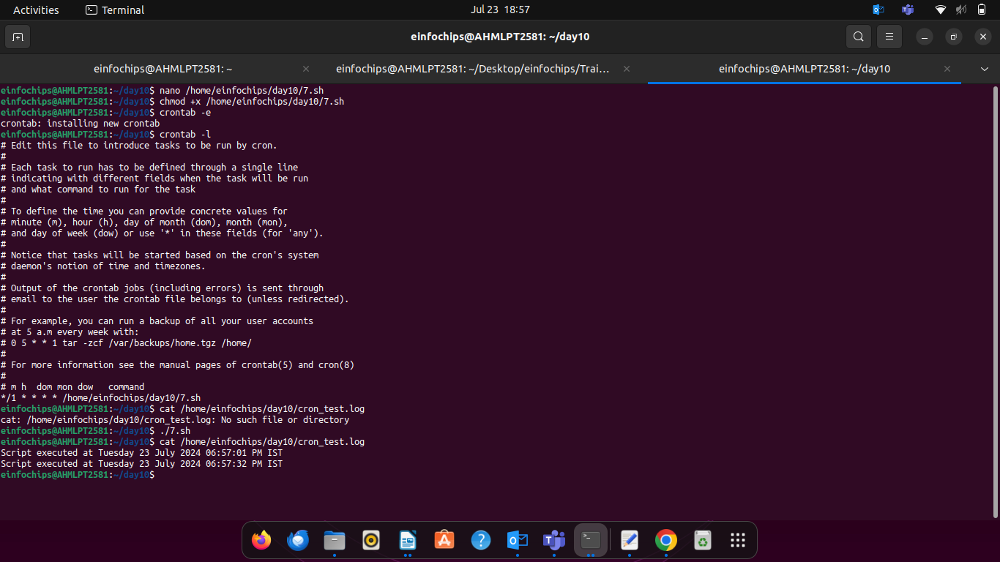 Activities
Terminal
Jul 23 18:57
einfochips@AHMLPT2581: ~/day10
einfochips@AHMLPT2581: ~
einfochips@AHMLPT2581: ~/Desktop/einfochips/Trai...
einfochips@AHMLPT2581: ~/day10
einfochips@AHMLPT2581:~/day10$ nano /home/einfochips/day10/7.sh
einfochips@AHMLPT2581:~/day10$ chmod +x /home/einfochips/day10/7.sh
einfochips@AHMLPT2581:~/day10$ crontab -e
crontab: installing new crontab
einfochips@AHMLPT2581:~/day10$ crontab -l
# Edit this file to introduce tasks to be run by cron.
#
# Each task to run has to be defined through a single line
# indicating with different fields when the task will be run
# and what command to run for the task
#
# To define the time you can provide concrete values for
# minute (m), hour (h), day of month (dom), month (mon),
# and day of week (dow) or use '*' in these fields (for 'any').
#
# Notice that tasks will be started based on the cron's system
# daemon's notion of time and timezones.
#
# Output of the crontab jobs (including errors) is sent through
# email to the user the crontab file belongs to (unless redirected).
#
# For example, you can run a backup of all your user accounts
# at 5 a.m every week with:
# 0 5 * * 1 tar -zcf /var/backups/home.tgz /home/
#
# For more information see the manual pages of crontab(5) and cron(8)
#
# m h  dom mon dow   command
*/1 * * * * /home/einfochips/day10/7.sh
einfochips@AHMLPT2581:~/day10$ cat /home/einfochips/day10/cron_test.log
cat: /home/einfochips/day10/cron_test.log: No such file or directory
einfochips@AHMLPT2581:~/day10$ ./7.sh
einfochips@AHMLPT2581:~/day10$ cat /home/einfochips/day10/cron_test.log
Script executed at Tuesday 23 July 2024 06:57:01 PM IST
Script executed at Tuesday 23 July 2024 06:57:32 PM IST
einfochips@AHMLPT2581:~/day10$